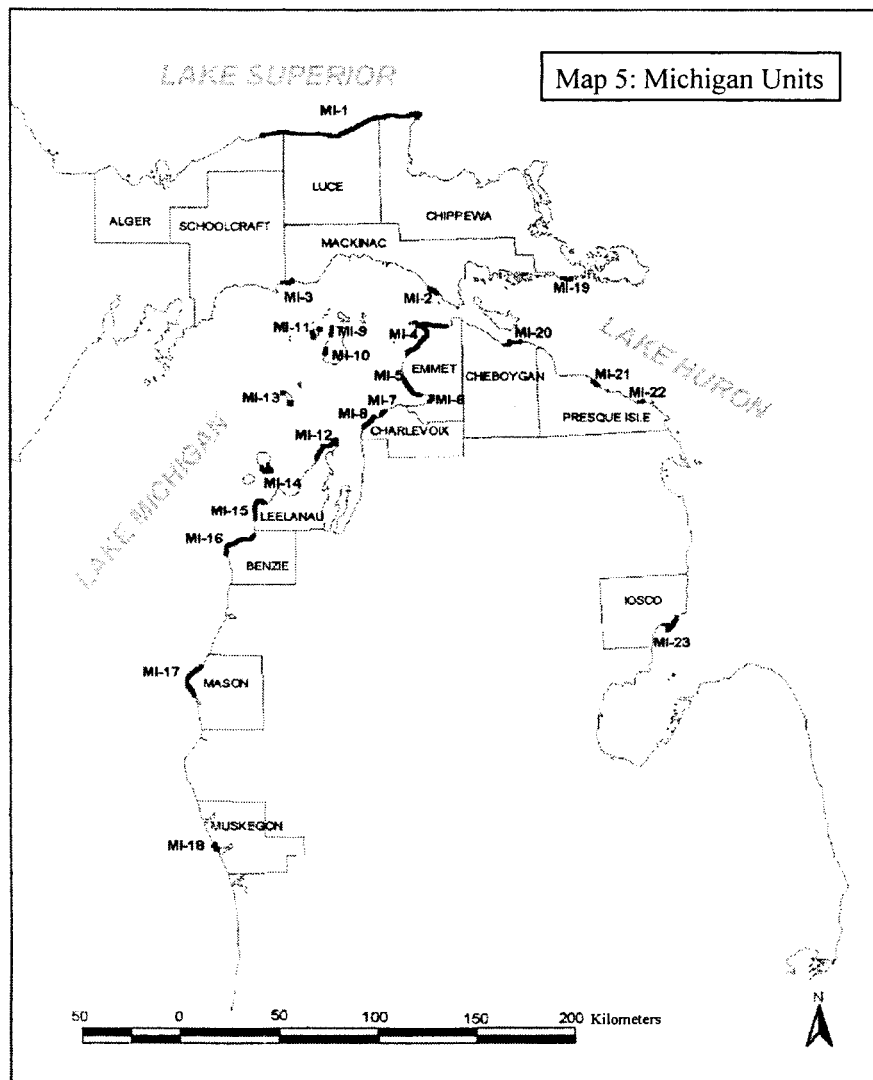 LAKE SUPERIOR
Map 5: Michigan Units
MI-1
LUCE
ALGER
SCHOOLCRAFT
CHIPPEWA
MACKINAC
MI-3
MI-2
MI-19
MI-11
MI-9
MI-4
MI-20
LAKE HURON
MI-10
EMMET
CHEBOYGAN
MI-5
MI-21
MI-13
MI-7
MI-6
MI-22
MI-8
PRESQUE ISLE
CHARLEVOIX
MI-12
LAKE MICHIGAN
MI-14
MI-15
LEELANAU
MI-16
BENZIE
IOSCO
MI-23
MI-17
MASON
MUSKEGON
MI-18
N
50 0 50 100 150 200 Kilometers